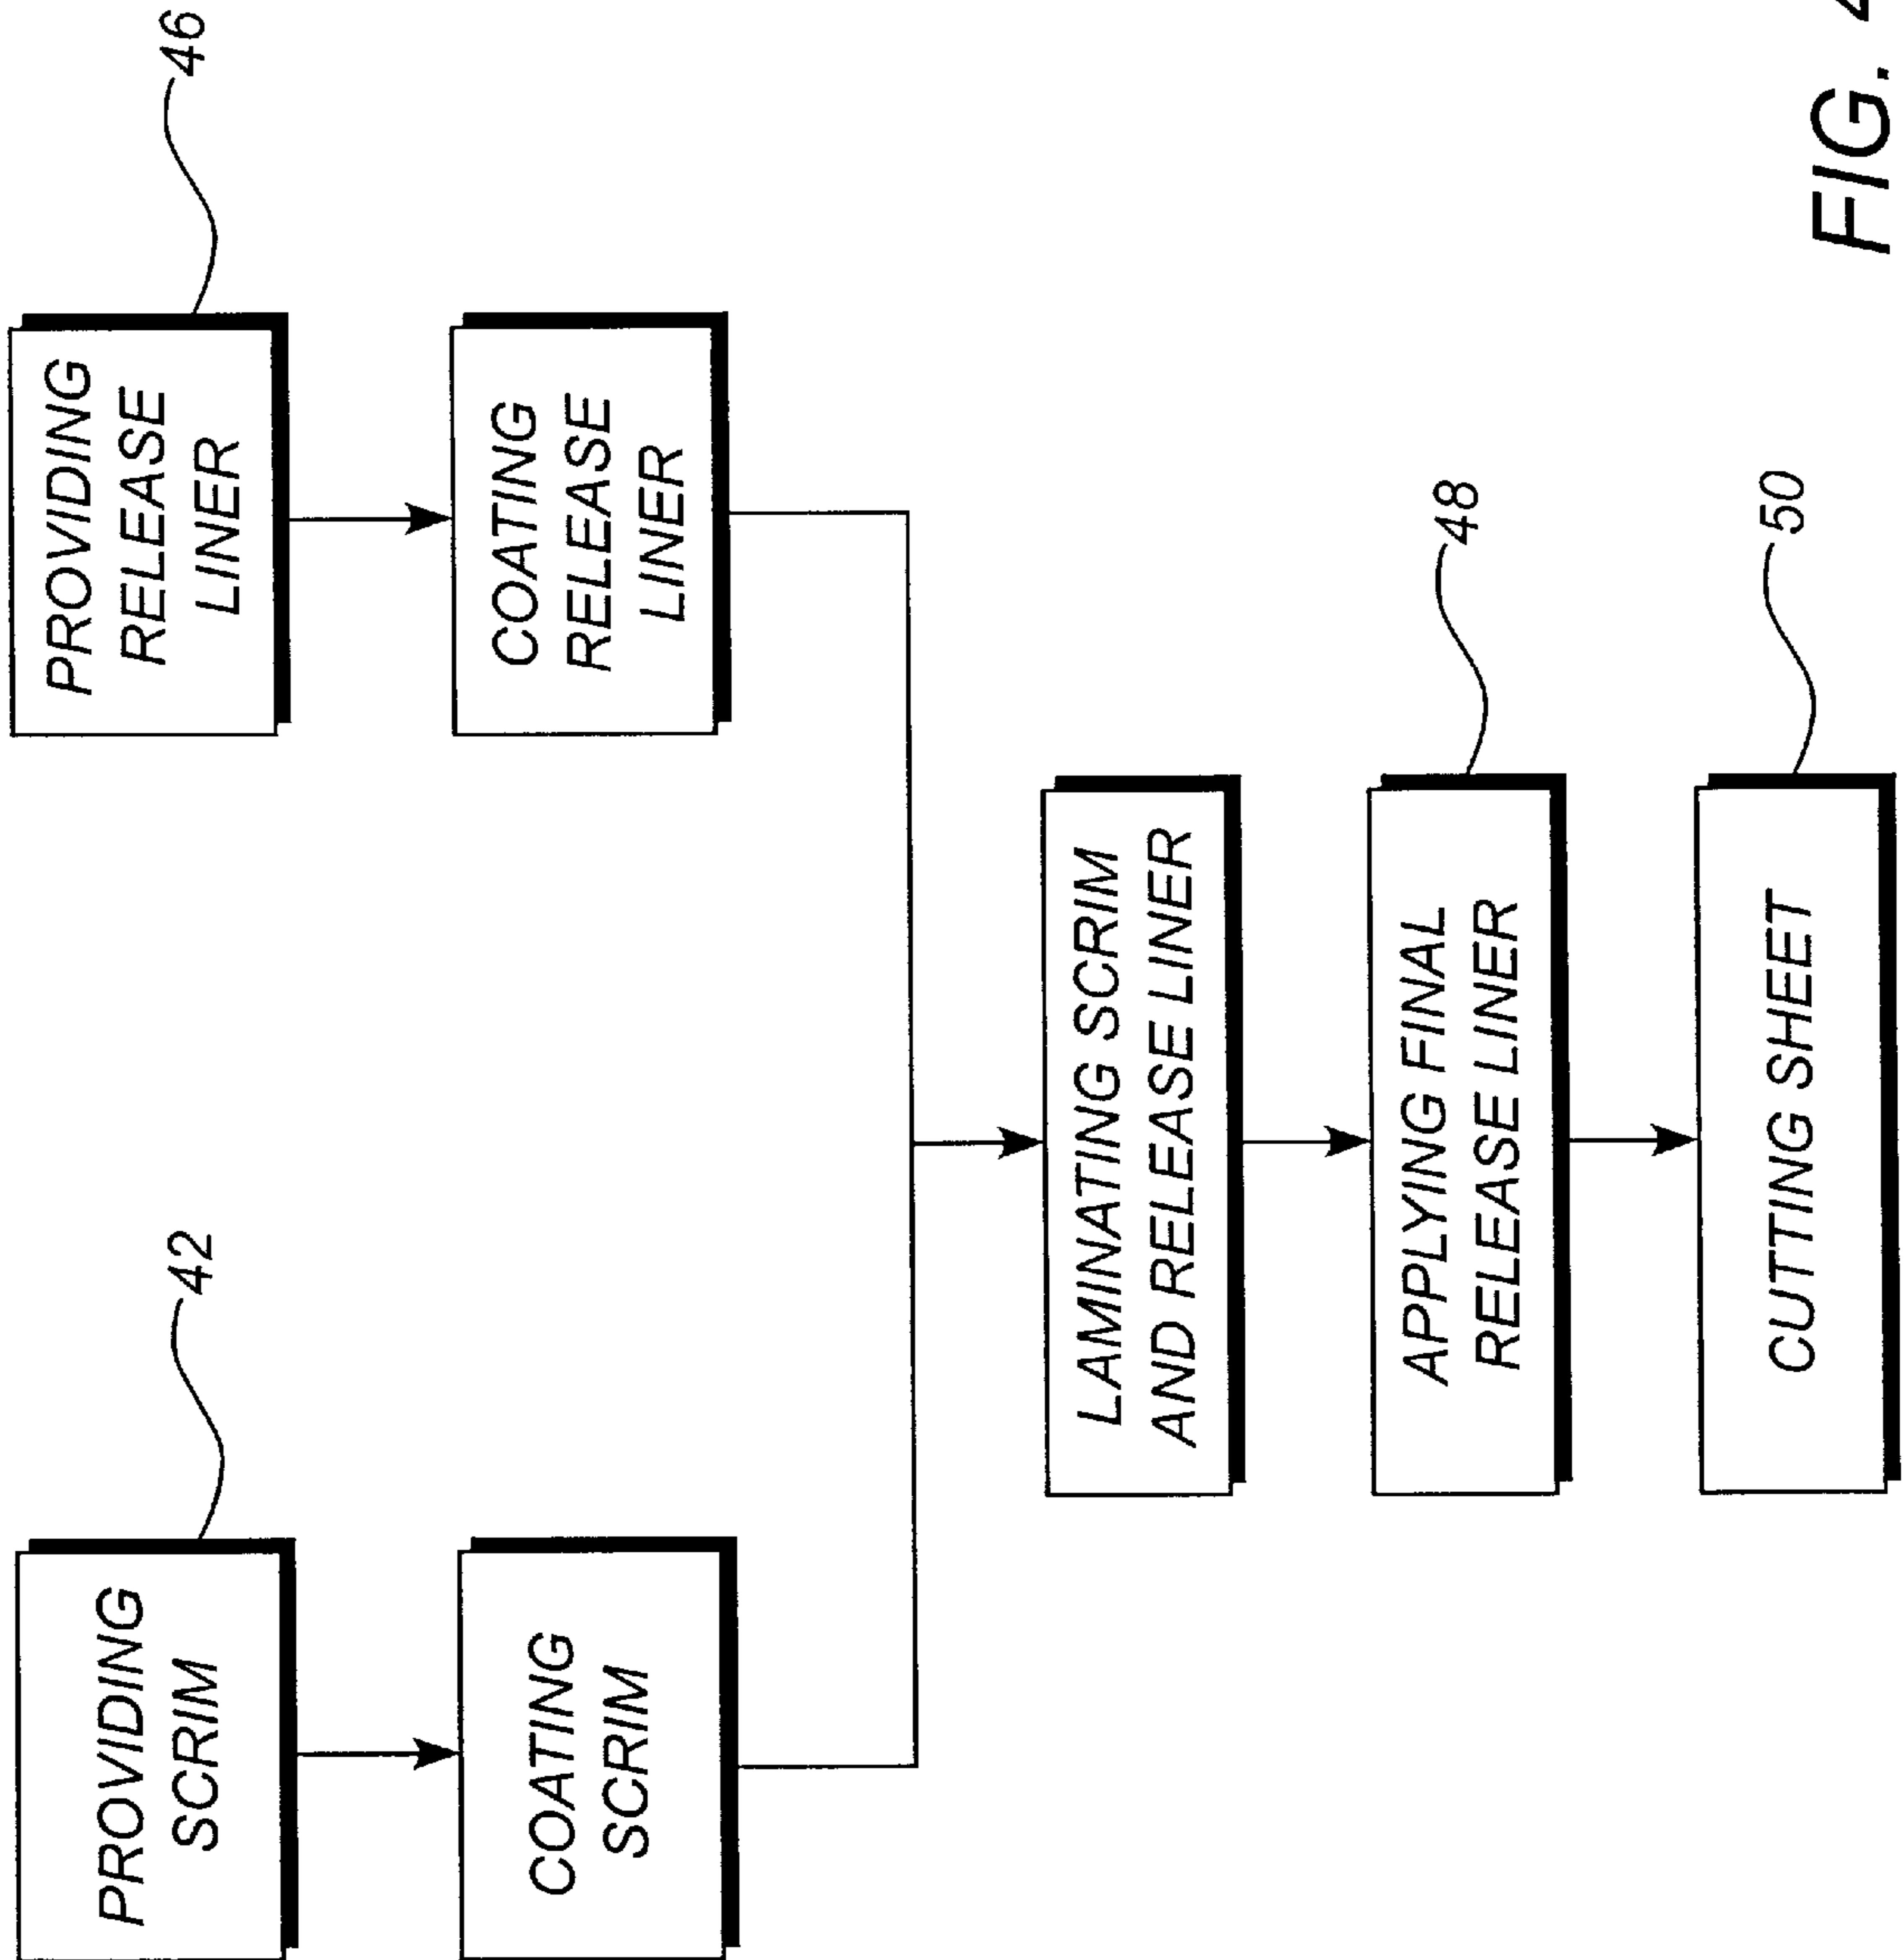 PROVIDING
SCRIM
42
PROVIDING
RELEASE
LINER
46
COATING
SCRIM
COATING
RELEASE
LINER
LAMINATING SCRIM
AND RELEASE LINER
APPLYING FINAL
RELEASE LINER
48
CUTTING SHEET
50
FIG.